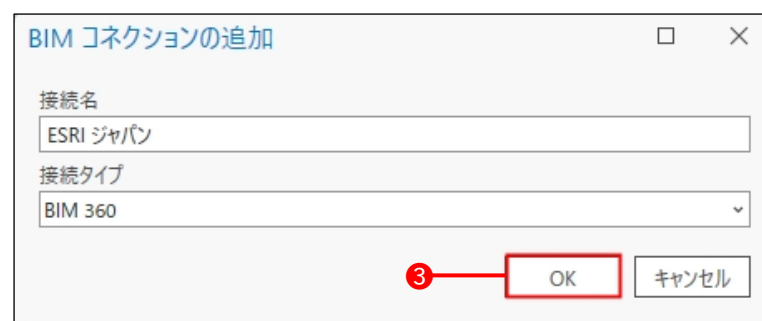 BIM コネクションの追加
接続名
ESRI ジャパン
接続タイプ
BIM 360
3 OK キャンセル